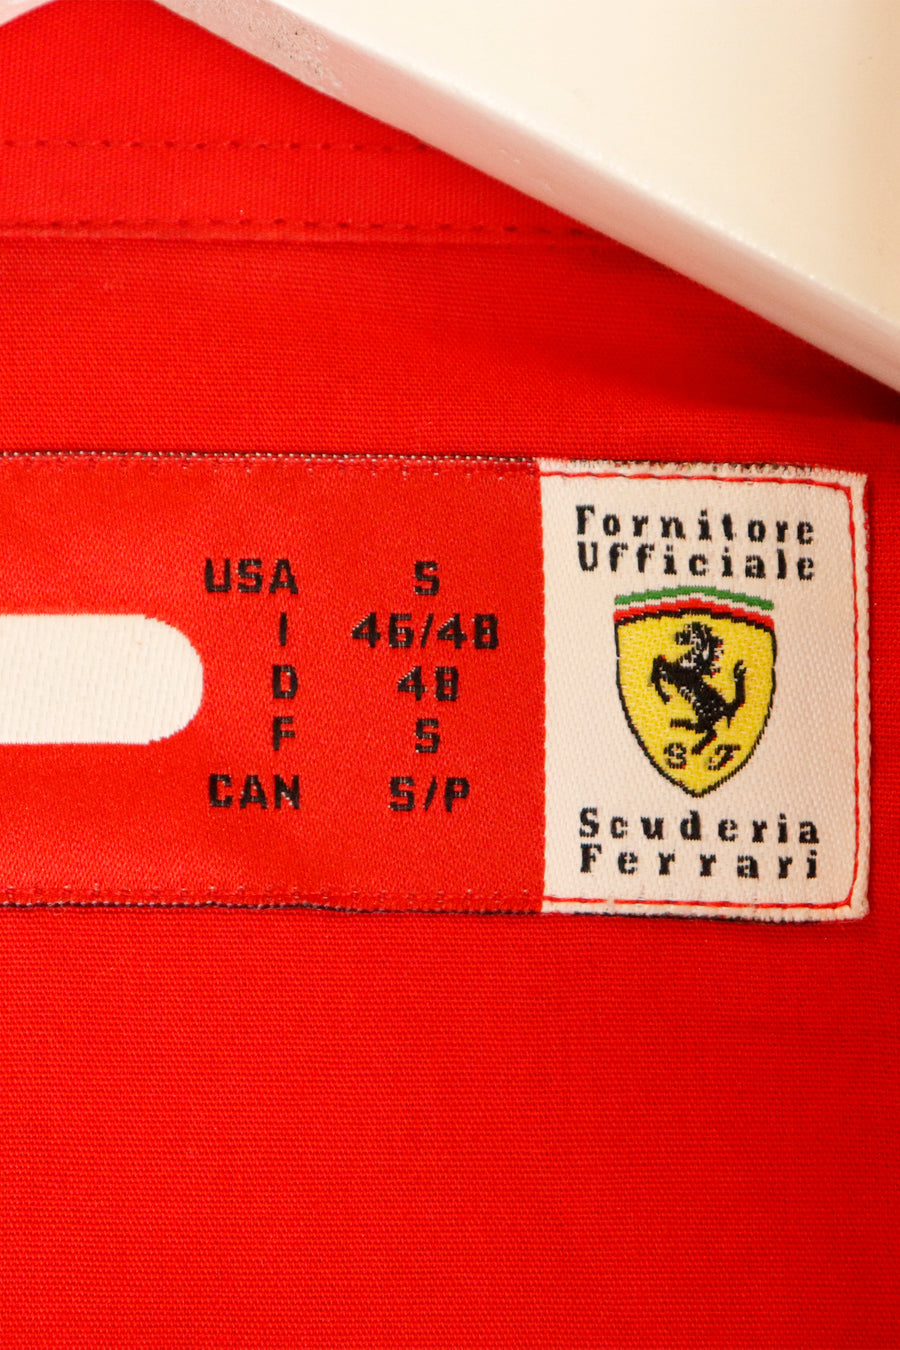 USA S
I 46/48
D 48
F S
CAN S/P
Fornitore
Ufficiale
S F
Scuderia
Ferrari